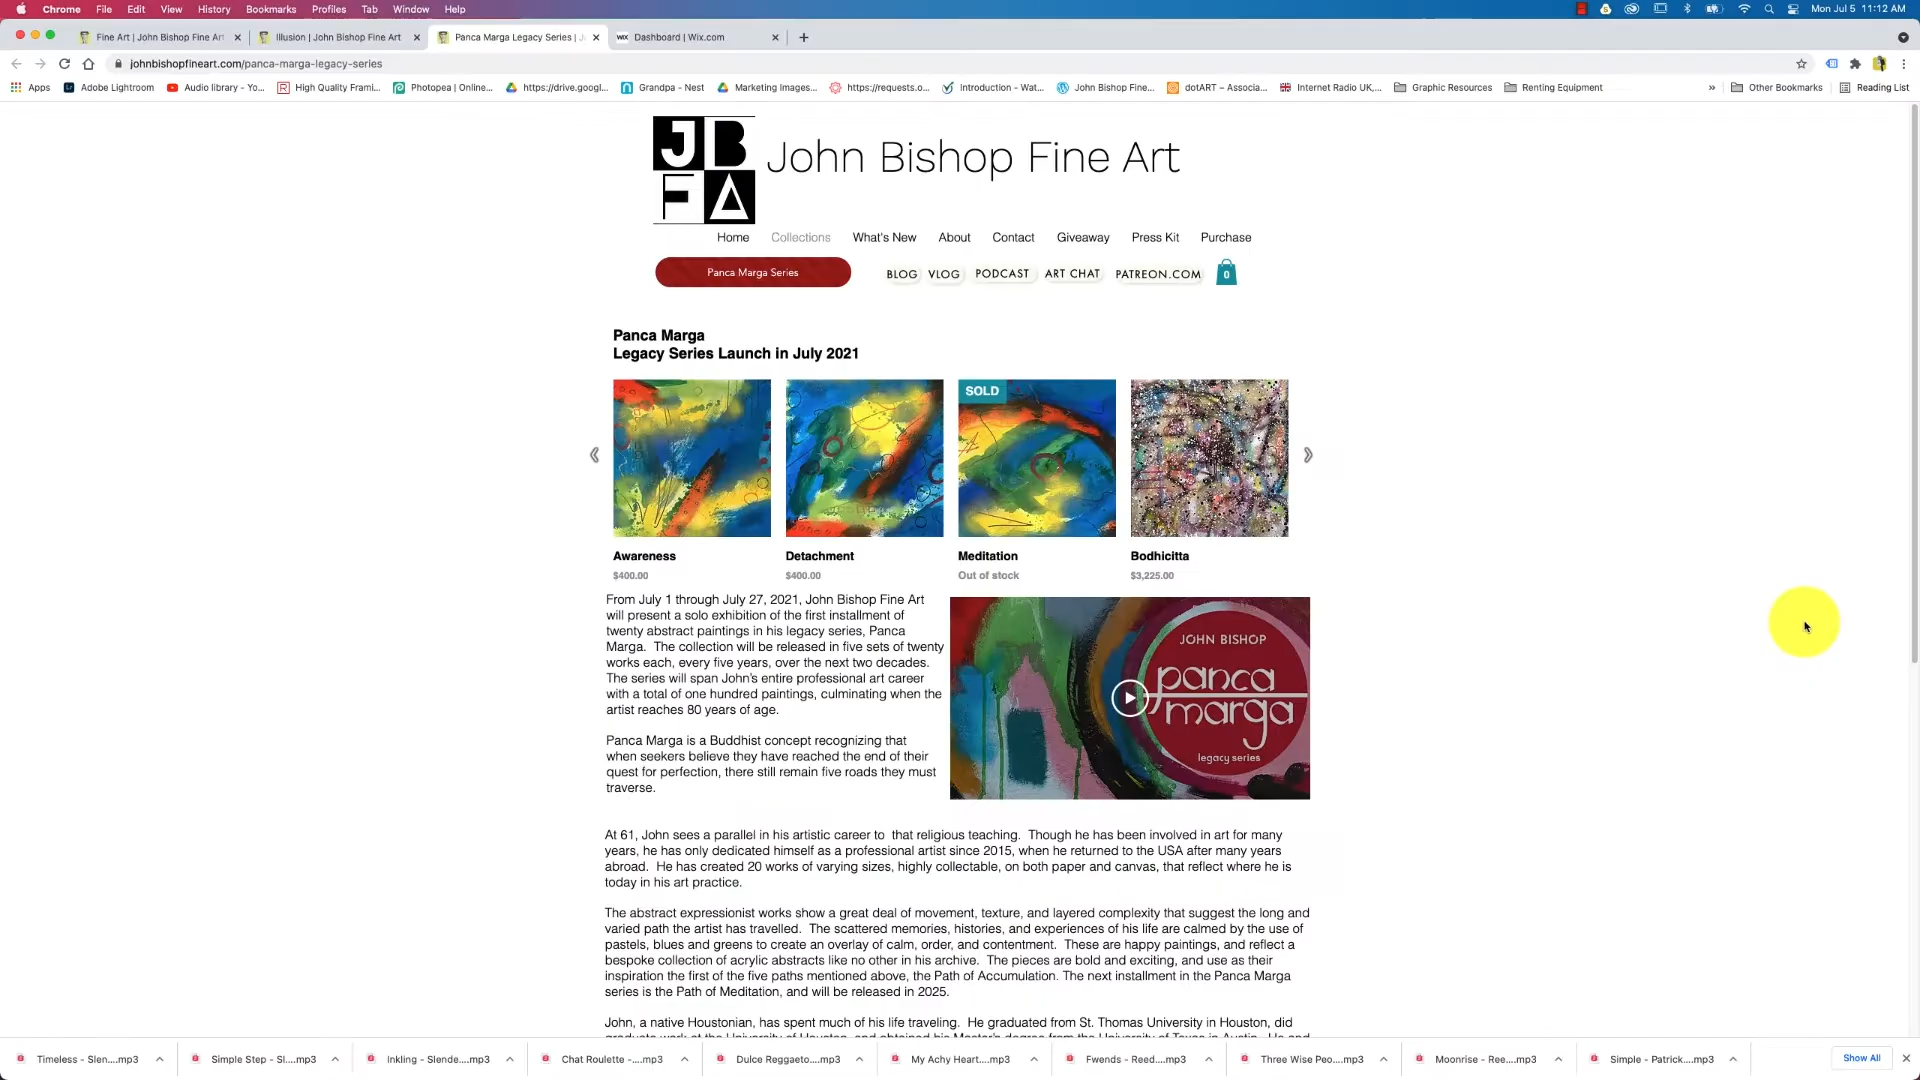 Chrome File Edit View History Bookmarks Profiles Tab Window Help Mon Jul 5 11:12 AM
Fine Art | John Bishop Fine Art Illusion | John Bishop Fine Art Panca Marga Legacy Series | J Dashboard | Wix.com
johnbishopfineart.com/panca-marga-legacy-series
Apps Adobe Lightroom Audio library - Yo... High Quality Frami... Photopea | Online... https://drive.googl... Grandpa - Nest Marketing Images... https://requests.o... Introduction - Wat... John Bishop Fine... dotART – Associa... Internet Radio UK,... Graphic Resources Renting Equipment » Other Bookmarks Reading List
JB
FA
John Bishop Fine Art
Home Collections What's New About Contact Giveaway Press Kit Purchase
Panca Marga Series BLOG VLOG PODCAST ART CHAT PATREON.COM 0
Panca Marga
Legacy Series Launch in July 2021
SOLD
Awareness Detachment Meditation Bodhicitta
$400.00 $400.00 Out of stock $3,225.00
From July 1 through July 27, 2021, John Bishop Fine Art
will present a solo exhibition of the first installment of
twenty abstract paintings in his legacy series, Panca
Marga. The collection will be released in five sets of twenty
works each, every five years, over the next two decades.
The series will span John's entire professional art career
with a total of one hundred paintings, culminating when the
artist reaches 80 years of age.
Panca Marga is a Buddhist concept recognizing that
when seekers believe they have reached the end of their
quest for perfection, there still remain five roads they must
traverse.
JOHN BISHOP
panca
marga
legacy series
At 61, John sees a parallel in his artistic career to that religious teaching. Though he has been involved in art for many
years, he has only dedicated himself as a professional artist since 2015, when he returned to the USA after many years
abroad. He has created 20 works of varying sizes, highly collectable, on both paper and canvas, that reflect where he is
today in his art practice.
The abstract expressionist works show a great deal of movement, texture, and layered complexity that suggest the long and
varied path the artist has travelled. The scattered memories, histories, and experiences of his life are calmed by the use of
pastels, blues and greens to create an overlay of calm, order, and contentment. These are happy paintings, and reflect a
bespoke collection of acrylic abstracts like no other in his archive. The pieces are bold and exciting, and use as their
inspiration the first of the five paths mentioned above, the Path of Accumulation. The next installment in the Panca Marga
series is the Path of Meditation, and will be released in 2025.
John, a native Houstonian, has spent much of his life traveling. He graduated from St. Thomas University in Houston, did
Timeless - Slen....mp3 Simple Step - Sl....mp3 Inkling - Slende....mp3 Chat Roulette -....mp3 Dulce Reggaeto....mp3 My Achy Heart....mp3 Fwends - Reed....mp3 Three Wise Peo....mp3 Moonrise - Ree....mp3 Simple - Patrick....mp3 Show All